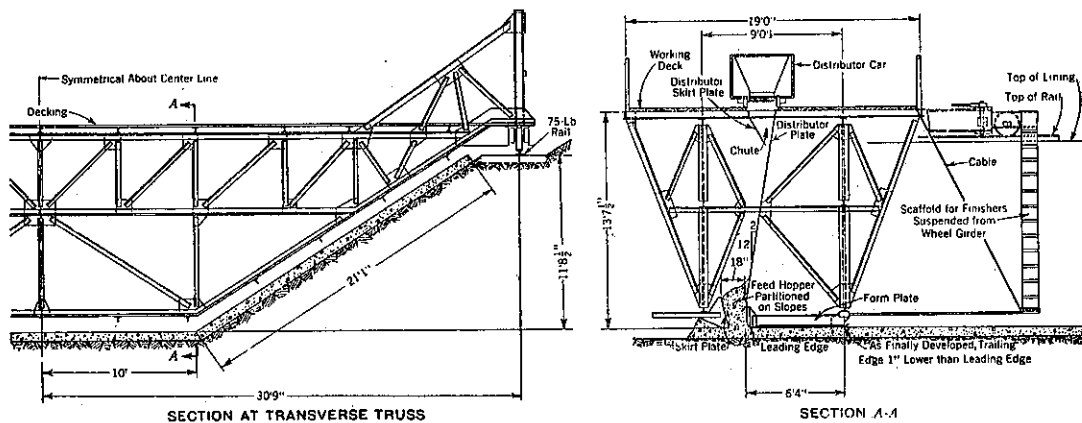 Symmetrical About Center Line
Decking
A
75-Lb
Rail
21'1"
11'8½"
A
10'
30'9"
SECTION AT TRANSVERSE TRUSS
19'0"
9'0½
Working
Deck
Distributor
Skirt Plate
Distributor Car
Top of Lining
Top of Rail
Distributor
Plate
Chute
Cable
13'7½"
Scaffold for Finishers
Suspended from
Wheel Girder
2
12
18"
Feed Hopper
Partitioned
on Slopes
Form Plate
Skirt Plate
Leading Edge
As Finally Developed, Trailing
Edge 1" Lower than Leading Edge
6'4"
SECTION A-A